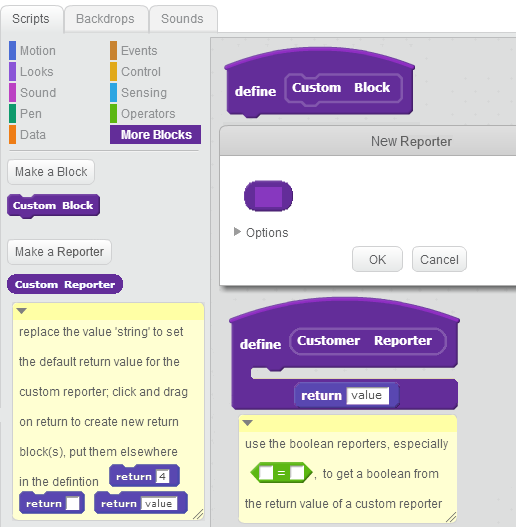 Scripts Backdrops Sounds
Motion Events
Looks Control
Sound Sensing
Pen Operators
Data More Blocks
Make a Block
Custom Block
Make a Reporter
Custom Reporter
replace the value 'string' to set
the default return value for the
custom reporter; click and drag
on return to create new return
block(s), put them elsewhere
in the defintion return 4
return return value
define Custom Block
New Reporter
Options
OK Cancel
define Customer Reporter
return value
use the boolean reporters, especially
= , to get a boolean from
the return value of a custom reporter